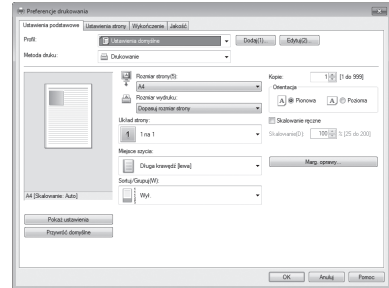 Preferencje drukowania
Ustawienia podstawowe Ustawienia strony Wykończenie Jakość
Profil: Ustawienia domyślne Dodaj(1)... Edytuj(2)...
Metoda druku: Drukowanie
Rozmiar strony(5): Kopie: 1 [1 do 999]
A4 Orientacja
Rozmiar wydruku: A Pionowa A Pozioma
Dopasuj rozmiar strony
Układ strony: Skalowanie ręczne
1 1 na 1 Skalowanie(O): 100 % [25 do 200]
Miejsce szycia: Marg. oprawy...
Długa krawędź [lewa]
Sortuj/Grupuj(W):
A4 [Skalowanie: Auto] Wył.
Pokaż ustawienia
Przywróć domyślne
OK Anuluj Pomoc